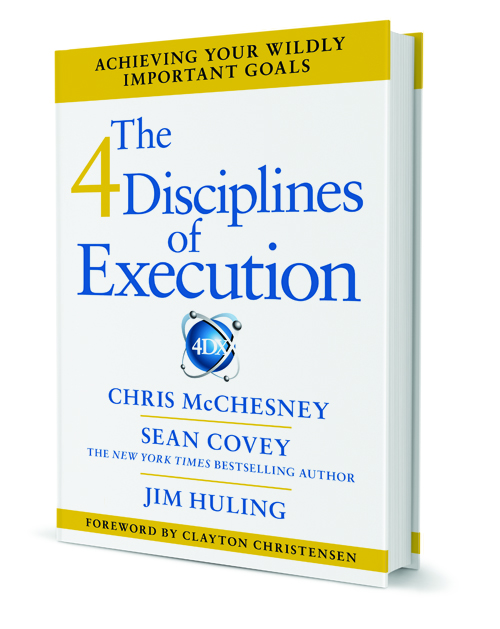 ACHIEVING YOUR WILDLY
IMPORTANT GOALS
The
4 Disciplines
of
Execution
4DX
CHRIS McCHESNEY
SEAN COVEY
THE NEW YORK TIMES BESTSELLING AUTHOR
JIM HULING
FOREWORD BY CLAYTON CHRISTENSEN